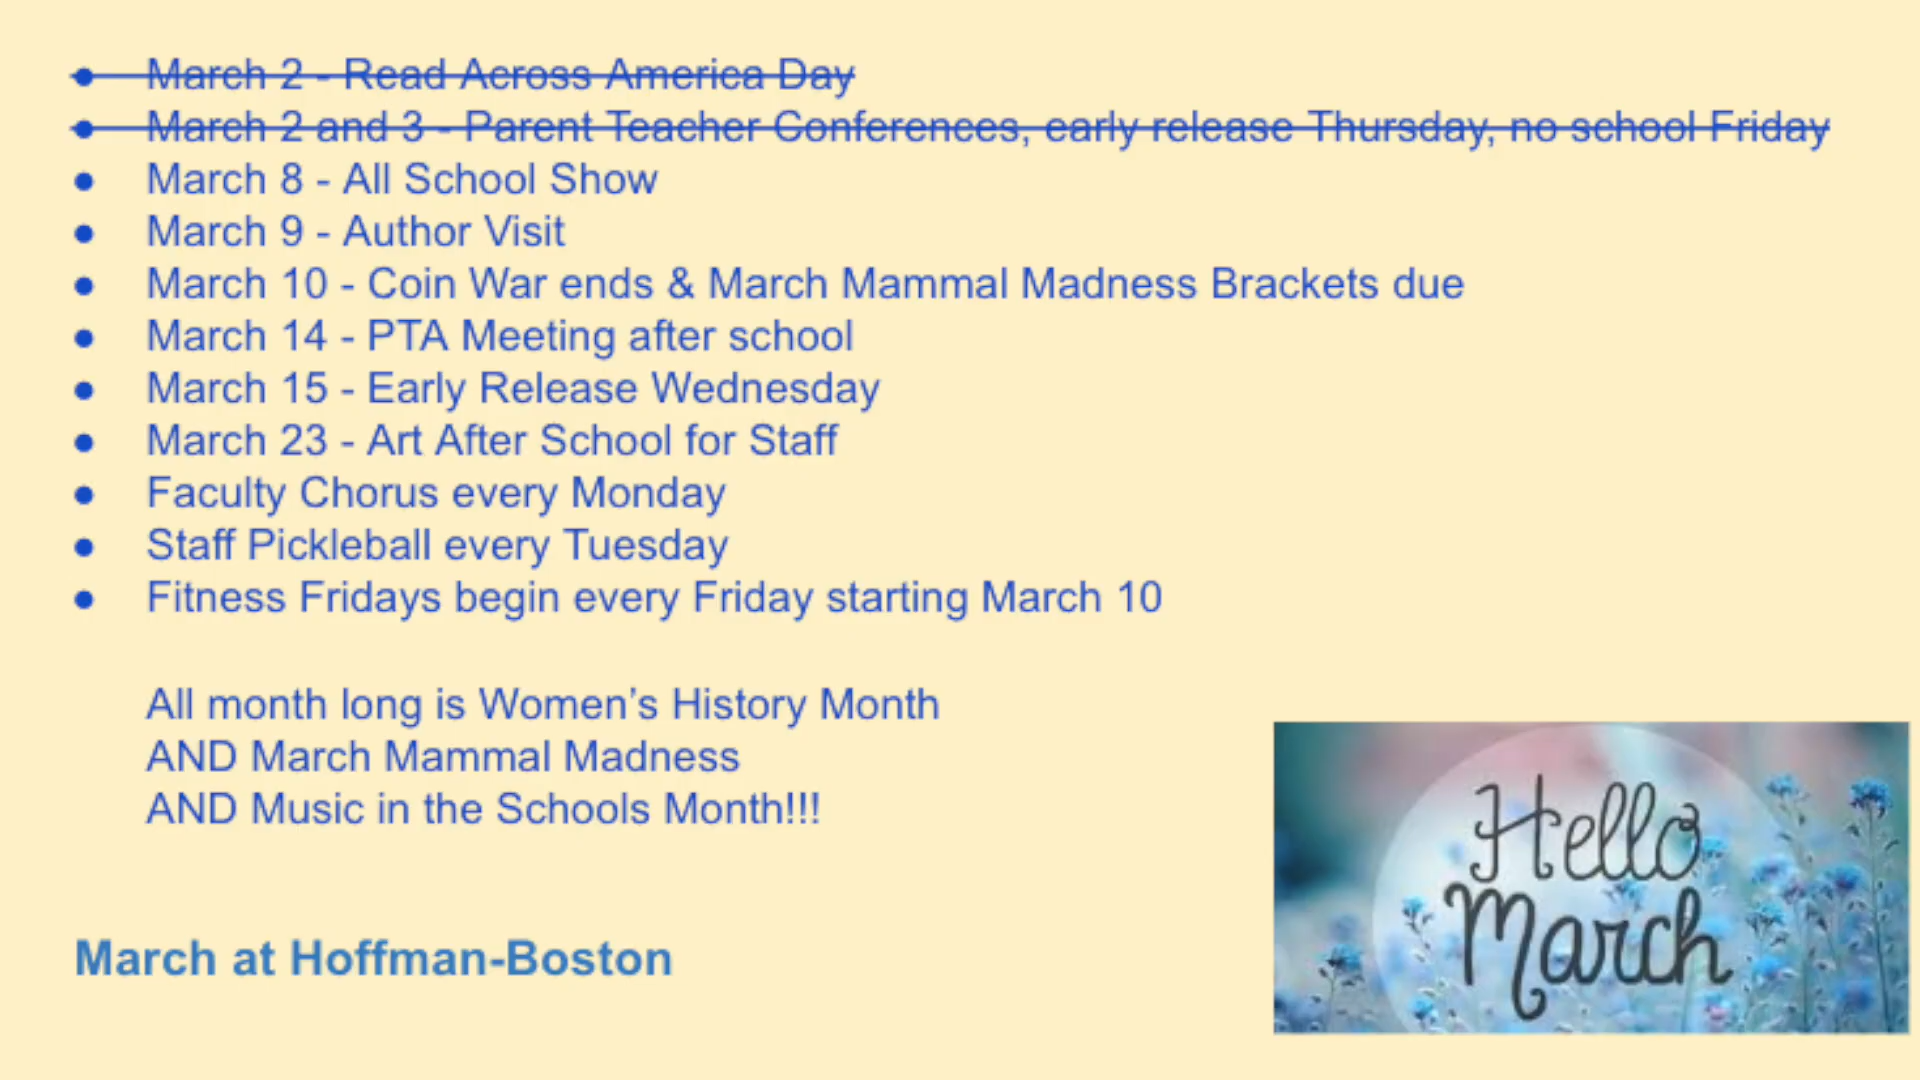 ● March 2 - Read Across America Day
● March 2 and 3 - Parent Teacher Conferences, early release Thursday, no school Friday
● March 8 - All School Show
● March 9 - Author Visit
● March 10 - Coin War ends & March Mammal Madness Brackets due
● March 14 - PTA Meeting after school
● March 15 - Early Release Wednesday
● March 23 - Art After School for Staff
● Faculty Chorus every Monday
● Staff Pickleball every Tuesday
● Fitness Fridays begin every Friday starting March 10
All month long is Women's History Month
AND March Mammal Madness
AND Music in the Schools Month!!!
Hello
March
March at Hoffman-Boston